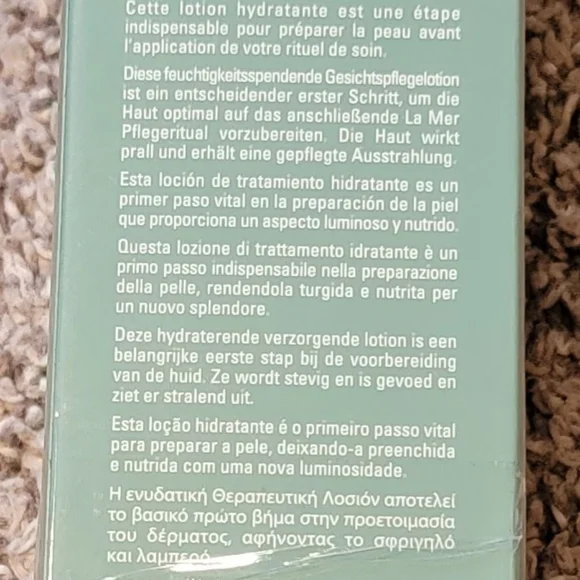 Cette lotion hydratante est une étape
indispensable pour préparer la peau avant
l'application de votre rituel de soin.
Diese feuchtigkeitsspendende Gesichtspflegelotion
ist ein entscheidender erster Schritt, um die
Haut optimal auf das anschließende La Mer
Pflegeritual vorzubereiten. Die Haut wirkt
prall und erhält eine gepflegte Ausstrahlung.
Esta loción de tratamiento hidratante es un
primer paso vital en la preparación de la piel
que proporciona un aspecto luminoso y nutrido.
Questa lozione di trattamento idratante è un
primo passo indispensabile nella preparazione
della pelle, rendendola turgida e nutrita per
un nuovo splendore.
Deze hydraterende verzorgende lotion is een
belangrijke eerste stap bij de voorbereiding
van de huid. Ze wordt stevig en is gevoed en
ziet er stralend uit.
Esta loção hidratante é o primeiro passo vital
para preparar a pele, deixando-a preenchida
e nutrida com uma nova luminosidade.
Η ενυδατική Θεραπευτική Λοσιόν αποτελεί
το βασικό πρώτο βήμα στην προετοιμασία
του δέρματος, αφήνοντας το σφριγηλό
και λαμπερό.